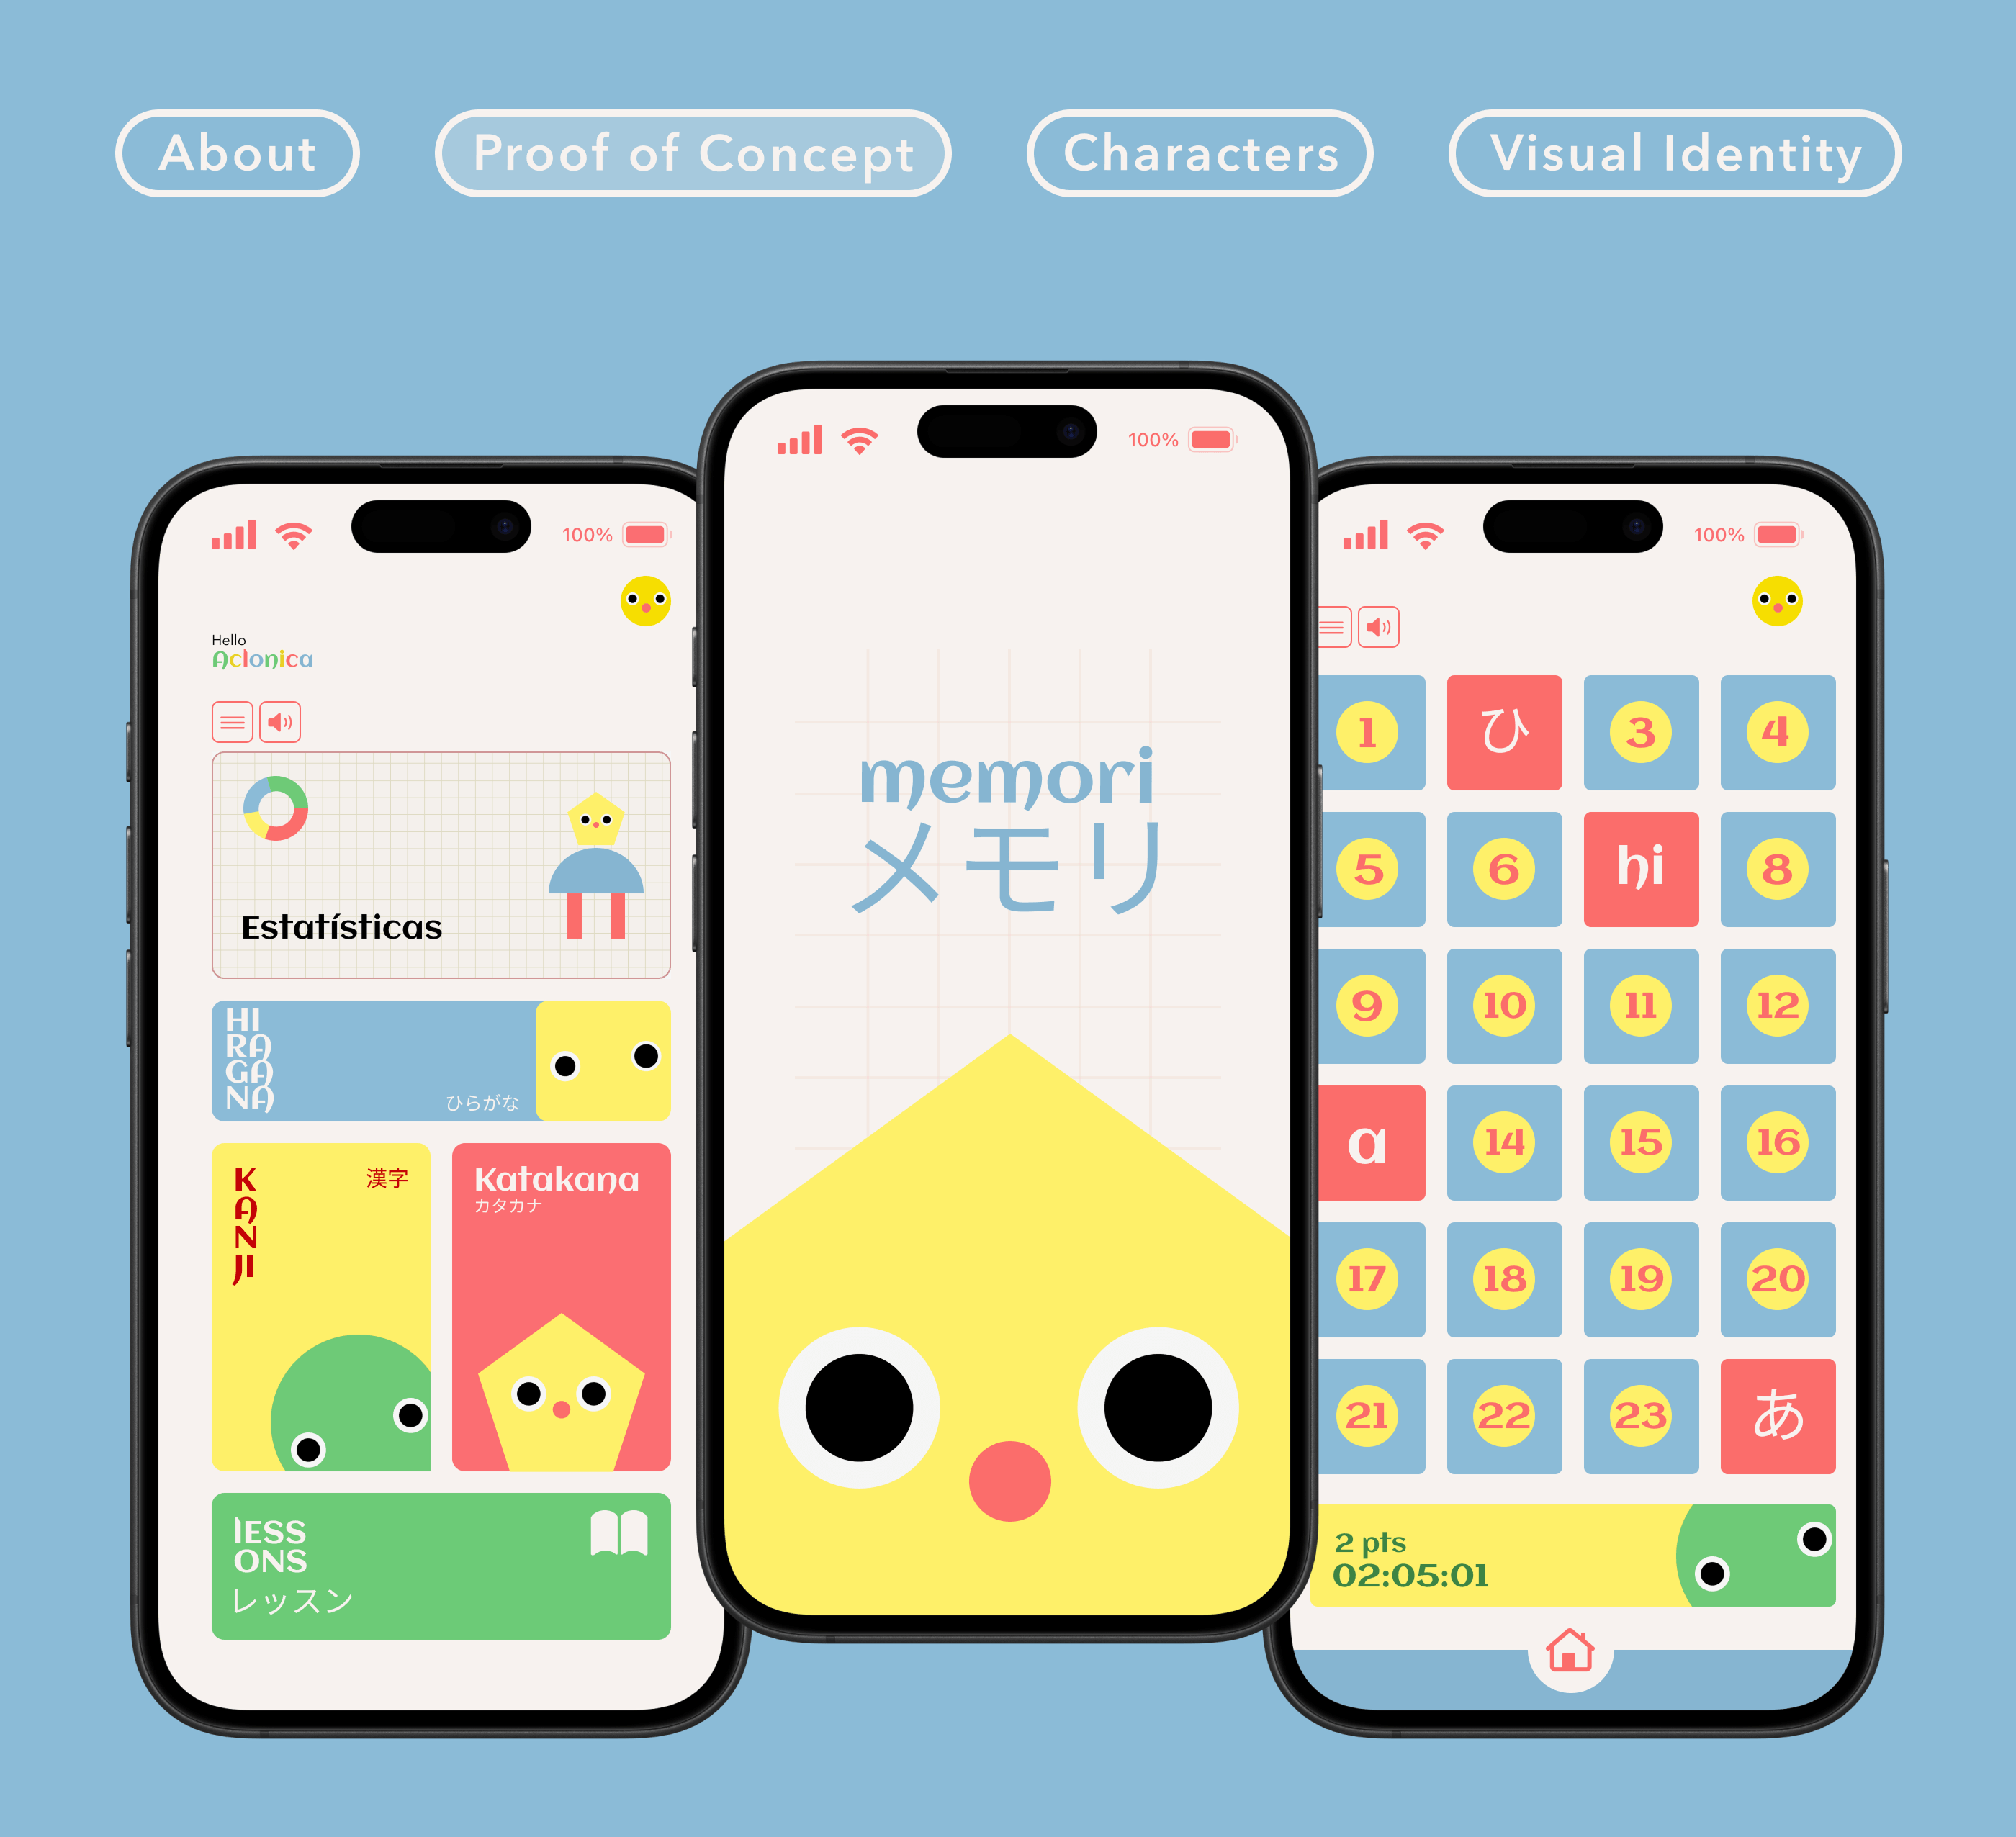 About
Proof of Concept
Characters
Visual Identity
100%
Hello
Aclonica
Estatísticas
HI
RA
GA
NA
ひらがな
K
A
N
JI
漢字
Katakana
カタカナ
lESS
ONS
レッスン
100%
memori
メモリ
100%
1 ひ 3 4
5 6 hi 8
9 10 11 12
a 14 15 16
17 18 19 20
21 22 23 あ
2 pts
02:05:01